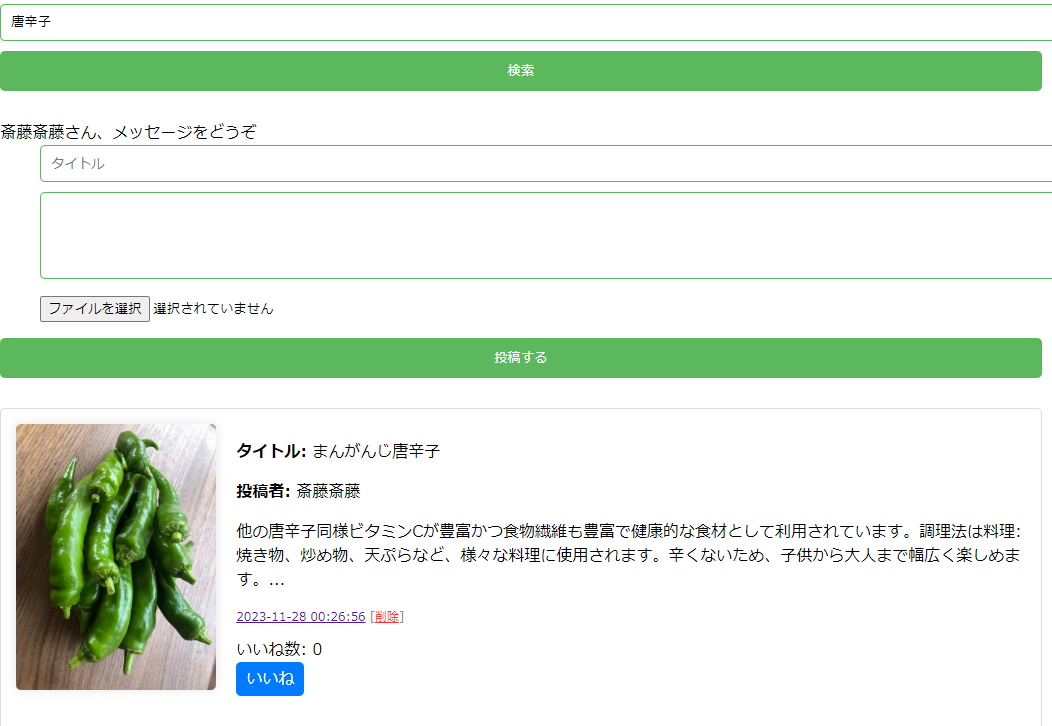 唐辛子
検索
斎藤斎藤さん、メッセージをどうぞ
タイトル
ファイルを選択 選択されていません
投稿する
タイトル: まんがんじ唐辛子
投稿者: 斎藤斎藤
他の唐辛子同様ビタミンCが豊富かつ食物繊維も豊富で健康的な食材として利用されています。調理法は料理:
焼き物、炒め物、天ぷらなど、様々な料理に使用されます。辛くないため、子供から大人まで幅広く楽しめま
す。...
2023-11-28 00:26:56 [削除]
いいね数: 0
いいね